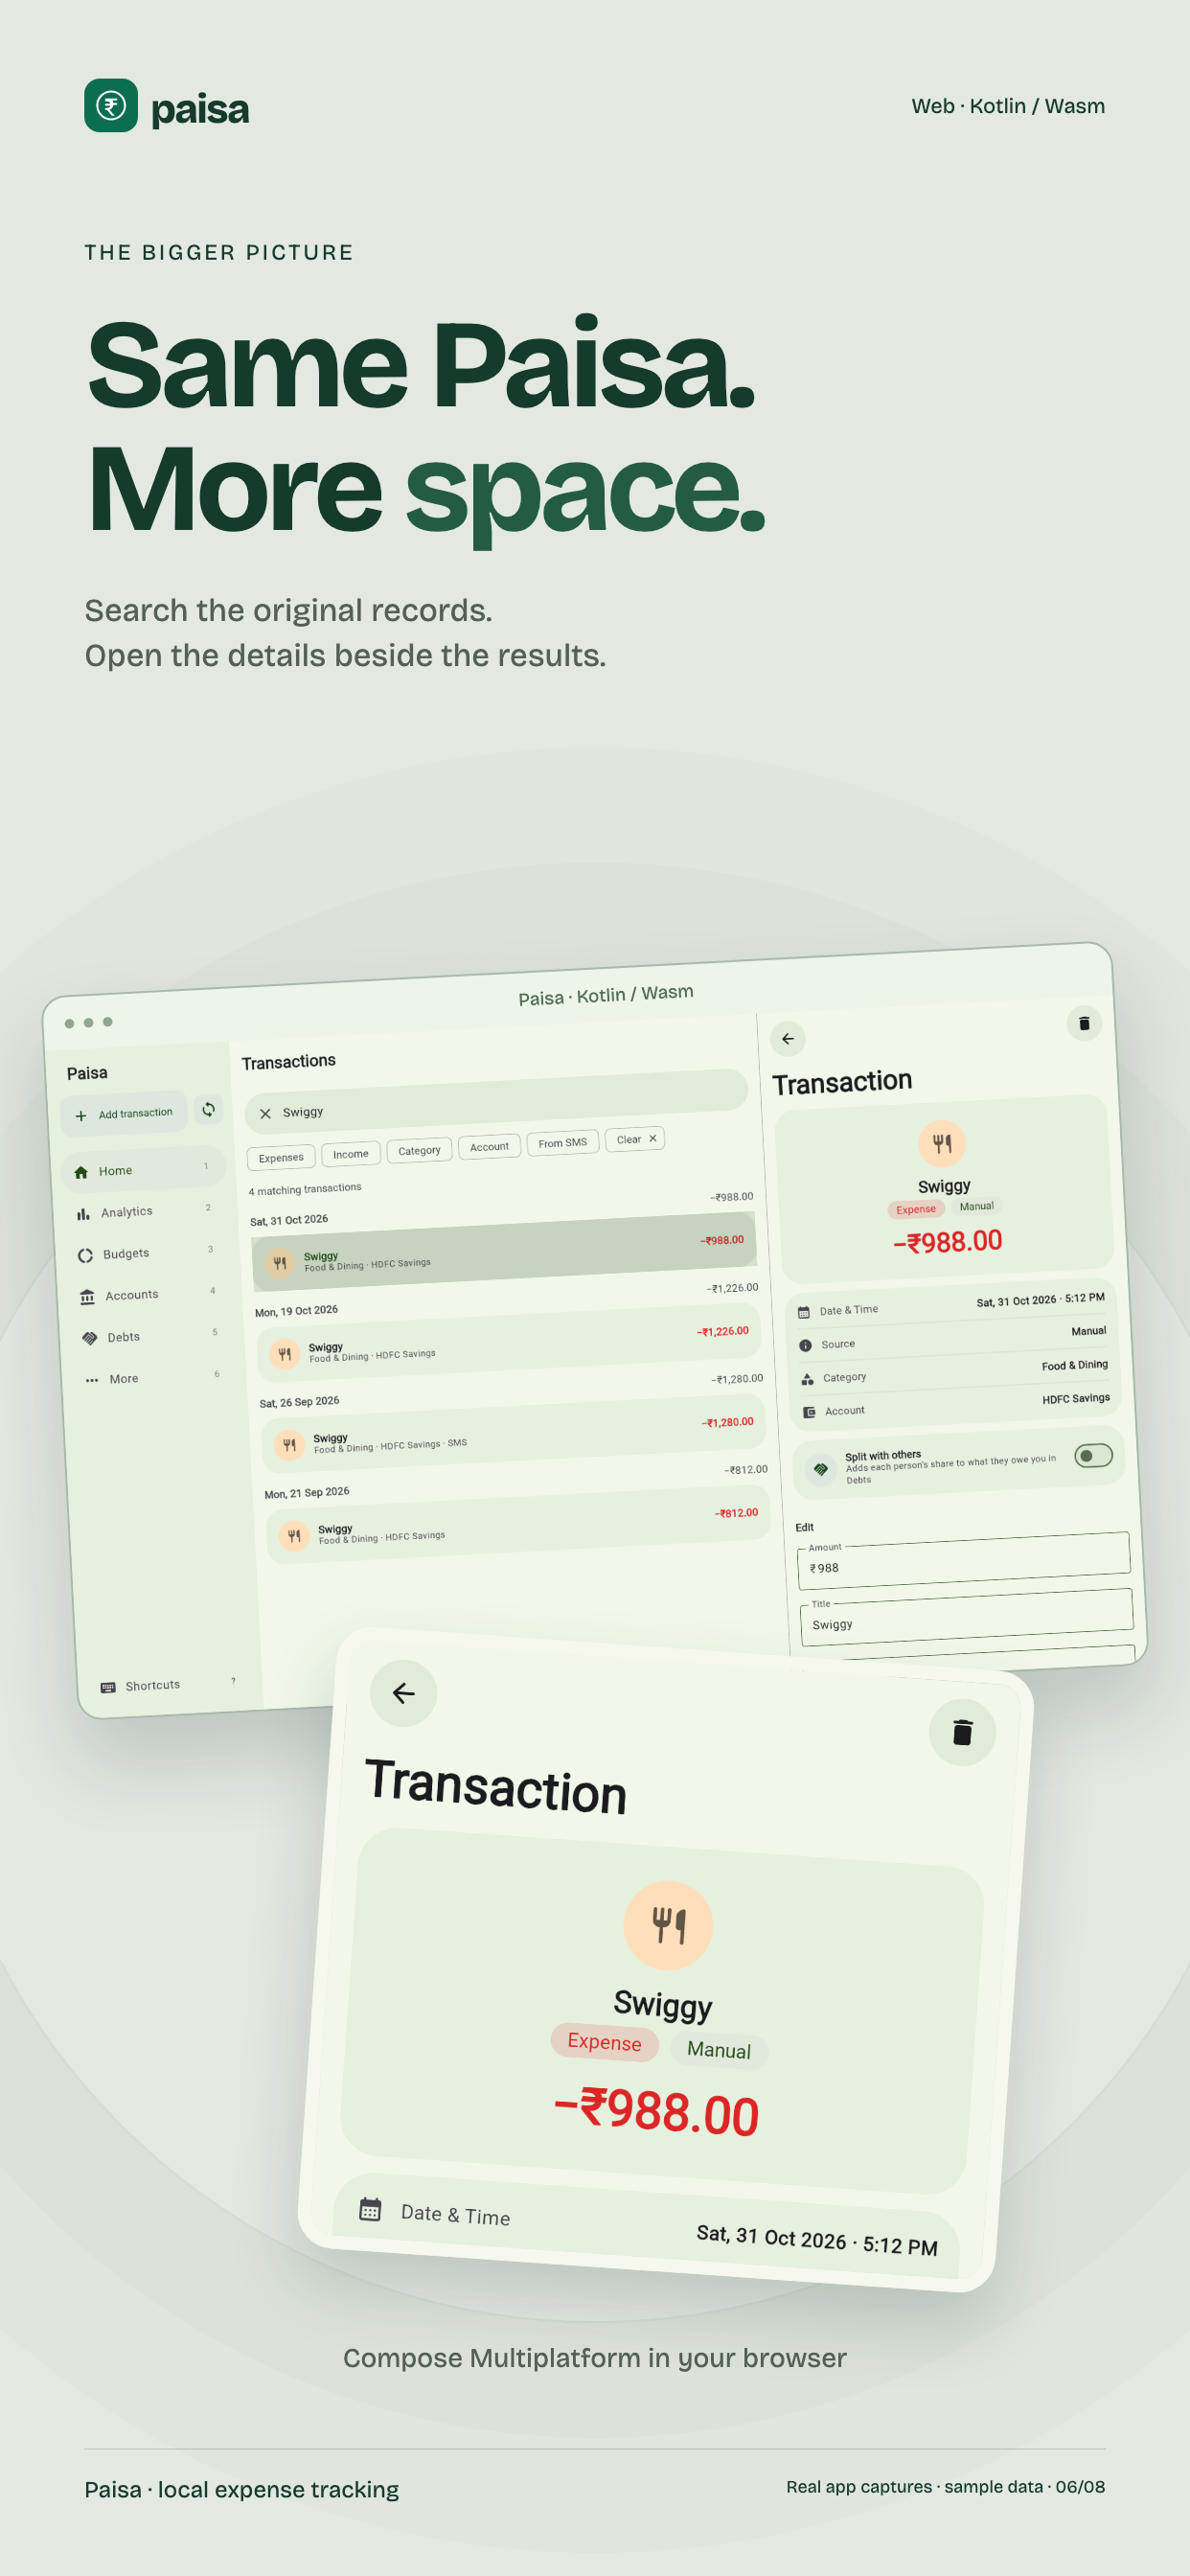 paisa
Web · Kotlin / Wasm
THE BIGGER PICTURE
Same Paisa.
More space.
Search the original records.
Open the details beside the results.
Paisa · Kotlin / Wasm
Paisa
Add transaction
Home 1
Analytics 2
Budgets 3
Accounts 4
Debts 5
More 6
Shortcuts ?
Transactions
Swiggy
Expenses Income Category Account From SMS Clear
4 matching transactions
Sat, 31 Oct 2026 −₹988.00
Swiggy −₹988.00
Food & Dining · HDFC Savings
Mon, 19 Oct 2026 −₹1,226.00
Swiggy −₹1,226.00
Food & Dining · HDFC Savings
Sat, 26 Sep 2026 −₹1,280.00
Swiggy −₹1,280.00
Food & Dining · HDFC Savings · SMS
Mon, 21 Sep 2026 −₹812.00
Swiggy −₹812.00
Food & Dining · HDFC Savings
Transaction
Swiggy
Expense Manual
−₹988.00
Date & Time Sat, 31 Oct 2026 · 5:12 PM
Source Manual
Category Food & Dining
Account HDFC Savings
Split with others
Adds each person's share to what they owe you in
Debts
Edit
Amount
₹988
Title
Swiggy
Transaction
Swiggy
Expense Manual
−₹988.00
Date & Time Sat, 31 Oct 2026 · 5:12 PM
Compose Multiplatform in your browser
Paisa · local expense tracking
Real app captures · sample data · 06/08